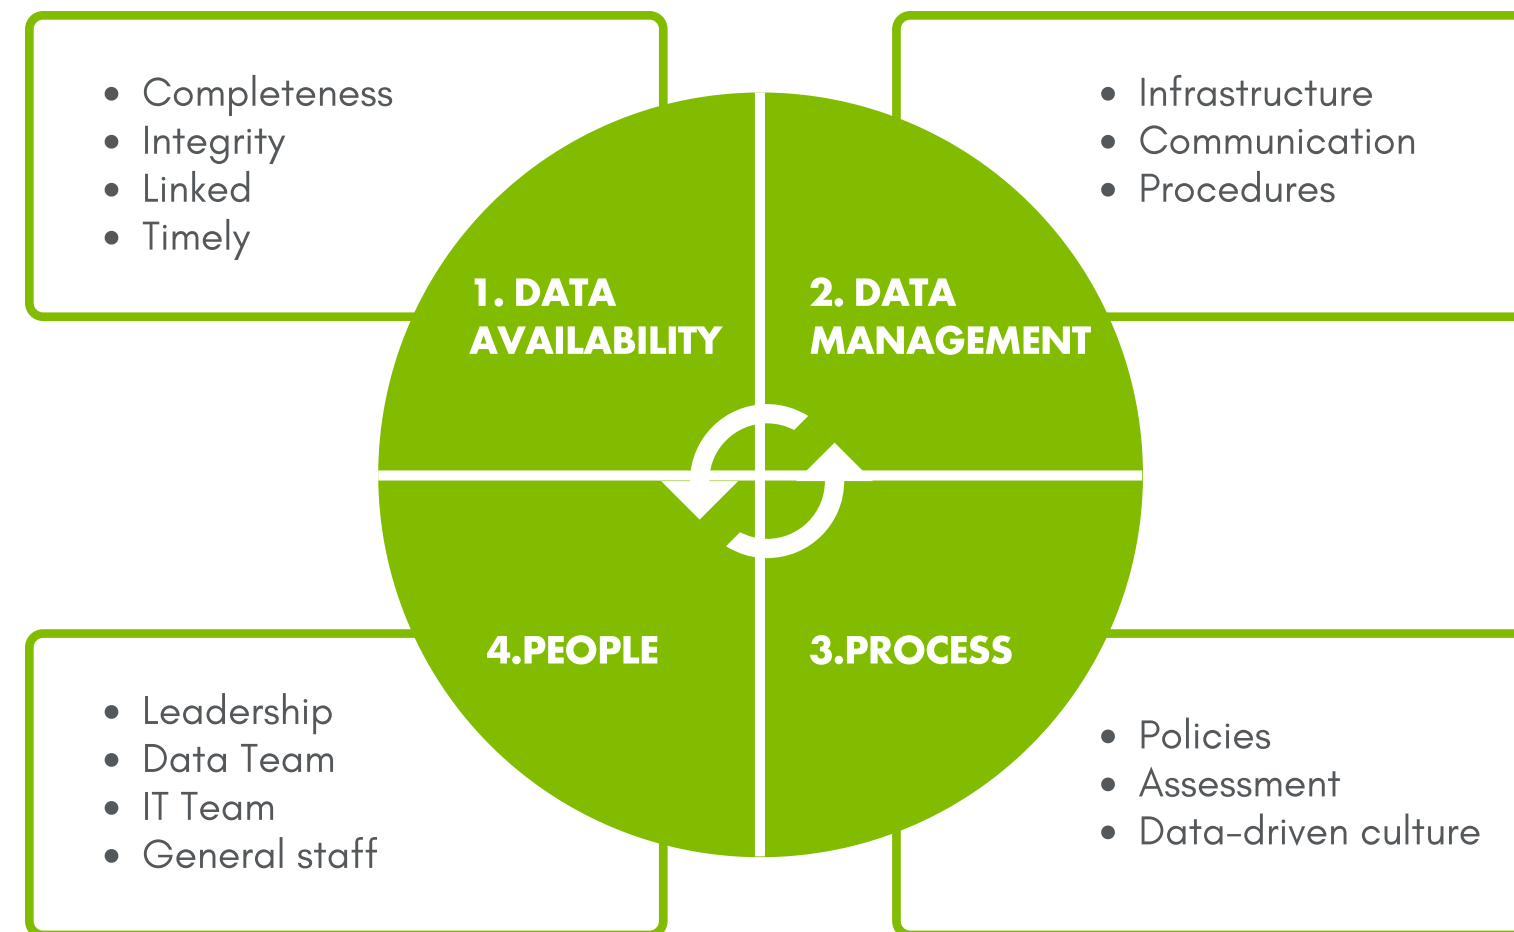 • Completeness
• Integrity
• Linked
• Timely
1. DATA
AVAILABILITY
• Infrastructure
• Communication
• Procedures
2. DATA
MANAGEMENT
4.PEOPLE
• Leadership
• Data Team
• IT Team
• General staff
3.PROCESS
• Policies
• Assessment
• Data-driven culture